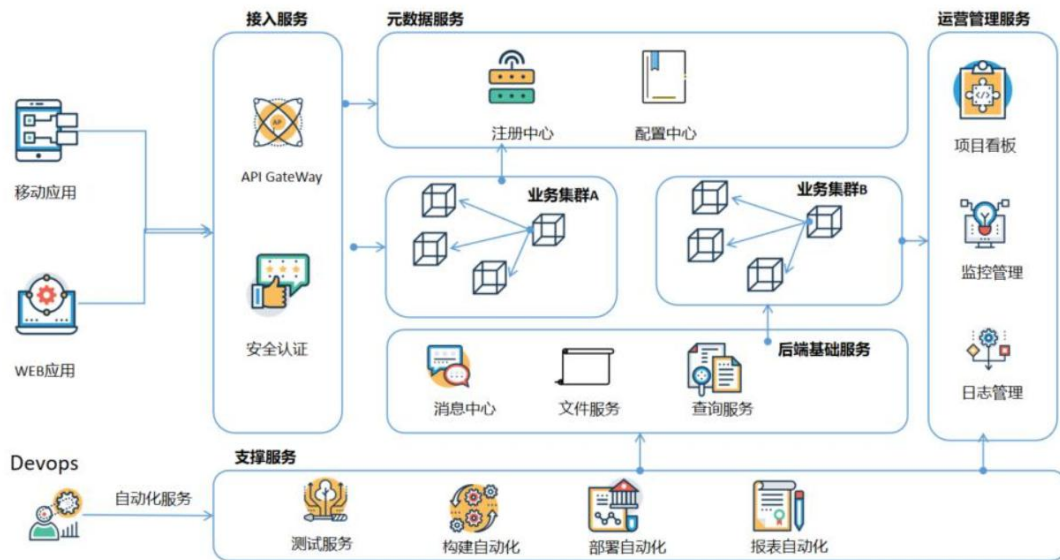 接入服务
元数据服务
运营管理服务
注册中心
配置中心
项目看板
移动应用
API GateWay
业务集群A
业务集群B
监控管理
安全认证
WEB应用
后端基础服务
消息中心
文件服务
查询服务
日志管理
Devops
支撑服务
自动化服务
测试服务
构建自动化
部署自动化
报表自动化